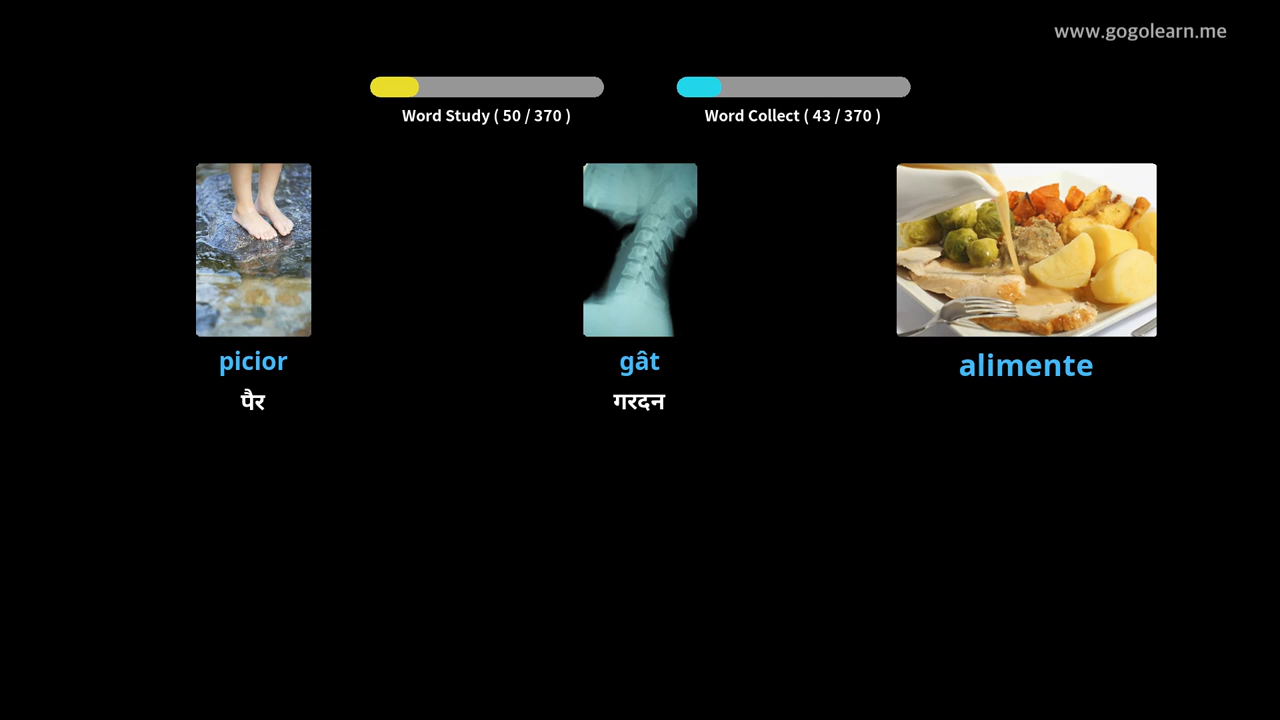 www.gogolearn.me
Word Study ( 50 / 370 )
Word Collect ( 43 / 370 )
picior
पैर
gât
गरदन
alimente